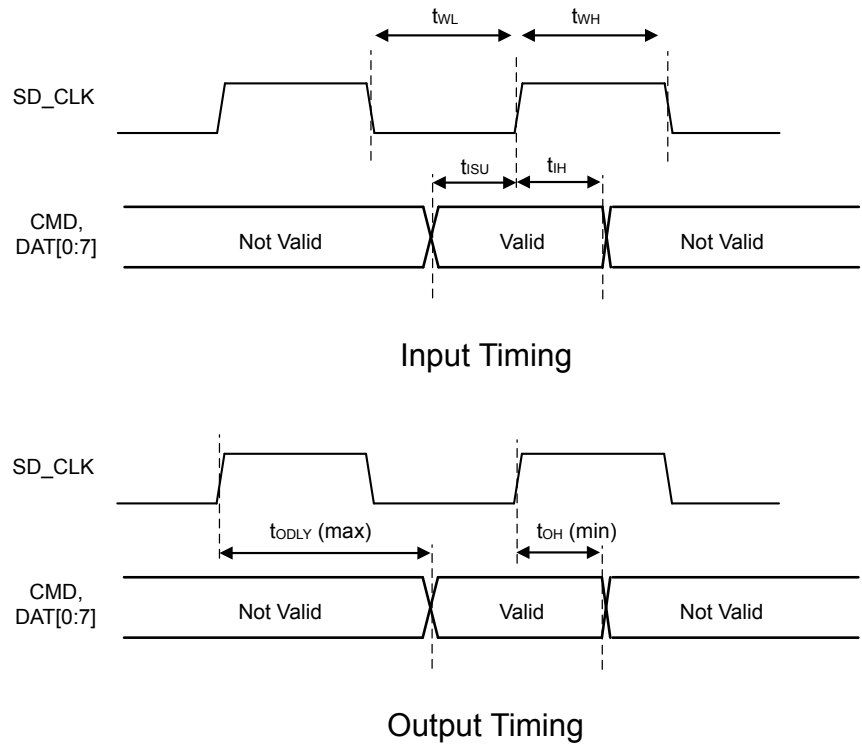 tWL
tWH
SD_CLK
tISU
tIH
CMD,
DAT[0:7]
Not Valid
Valid
Not Valid
Input Timing
SD_CLK
tODLY (max)
tOH (min)
CMD,
DAT[0:7]
Not Valid
Valid
Not Valid
Output Timing